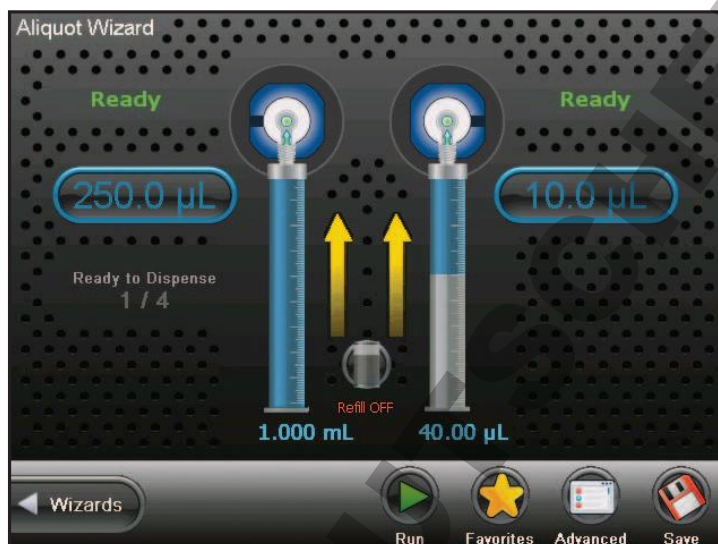 Aliquot Wizard
Ready
Ready
250.0 µL
10.0 µL
Ready to Dispense
1 / 4
Refill OFF
1.000 mL
40.00 µL
Wizards
Run
Favorites
Advanced
Save